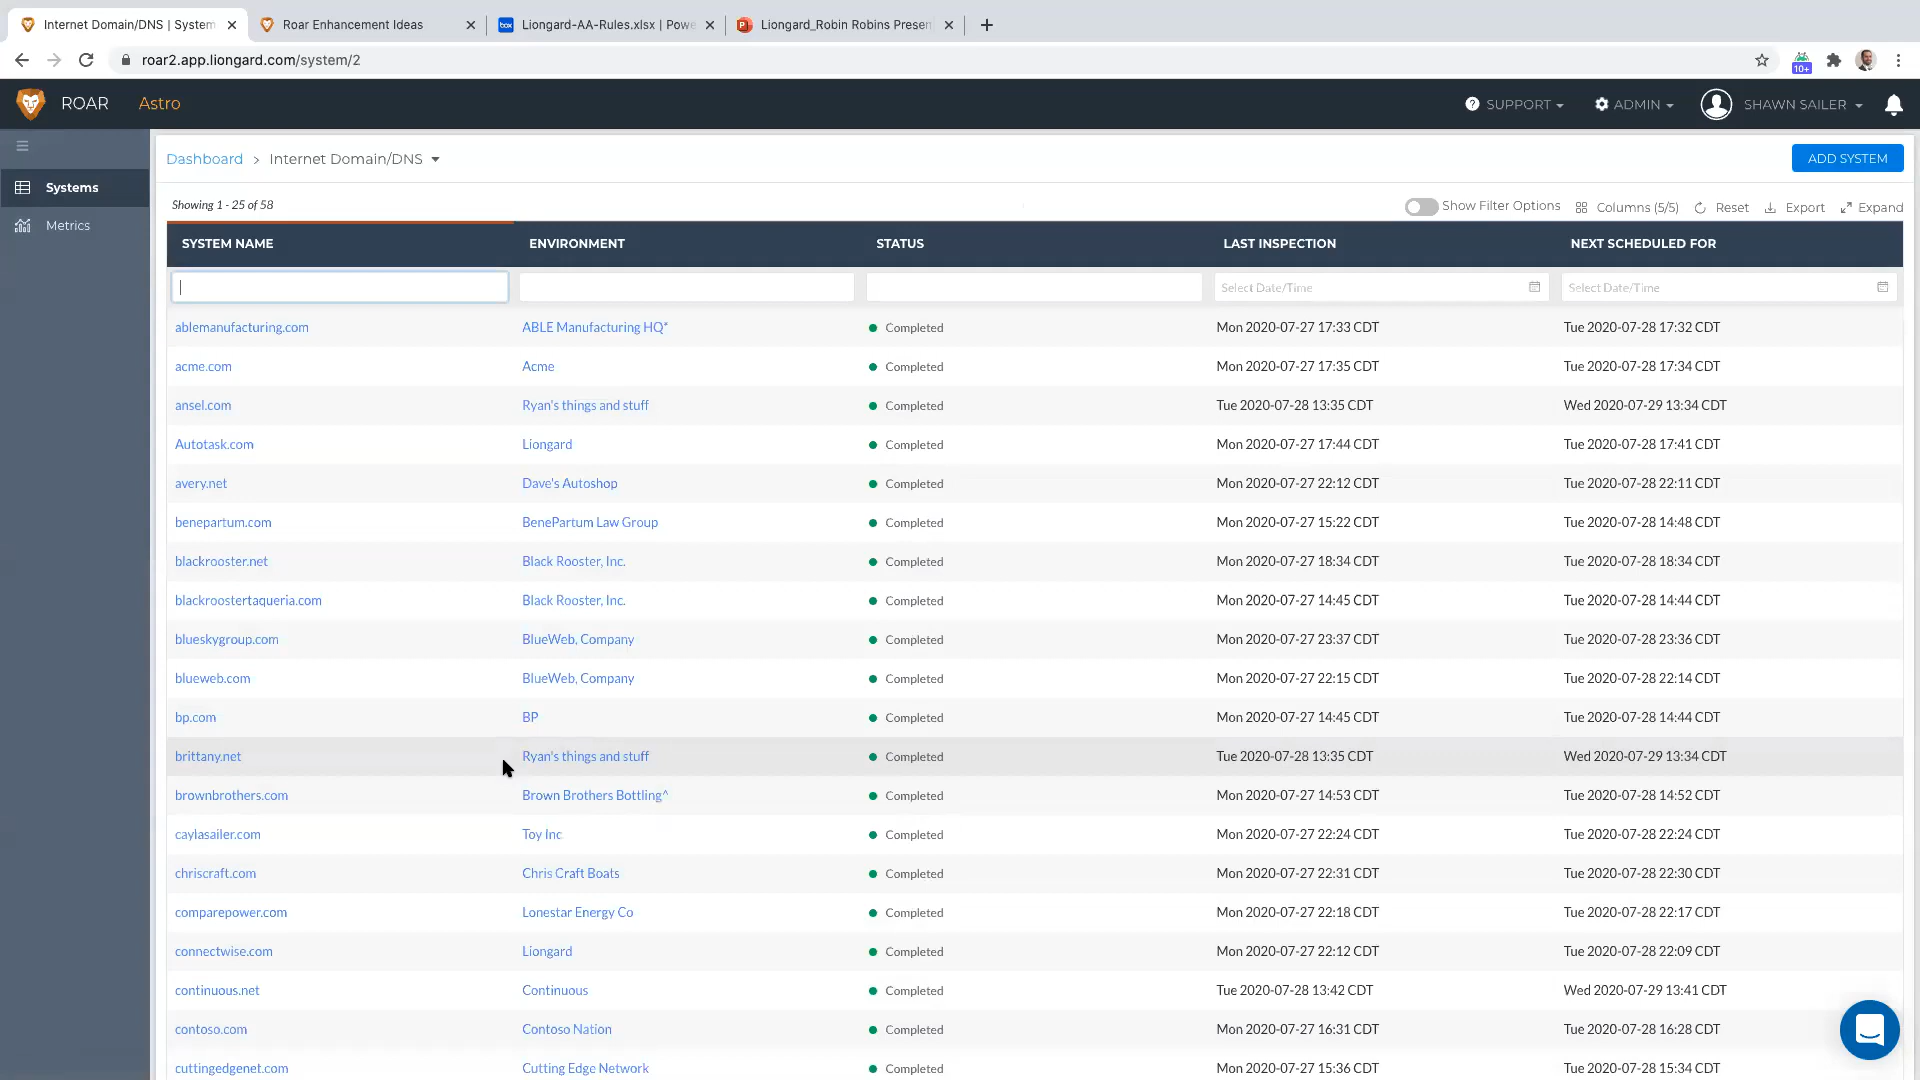 Internet Domain/DNS | System
Roar Enhancement Ideas
box
Liongard-AA-Rules.xlsx | Powe
P
Liongard_Robin Robins Presen
roar2.app.liongard.com/system/2
10+
ROAR
Astro
SUPPORT
ADMIN
SHAWN SAILER
Dashboard > Internet Domain/DNS
ADD SYSTEM
Systems
Metrics
Showing 1 - 25 of 58
Show Filter Options
Columns (5/5)
Reset
Export
Expand
SYSTEM NAME ENVIRONMENT STATUS LAST INSPECTION NEXT SCHEDULED FOR
Select Date/Time Select Date/Time
ablemanufacturing.com ABLE Manufacturing HQ* Completed Mon 2020-07-27 17:33 CDT Tue 2020-07-28 17:32 CDT
acme.com Acme Completed Mon 2020-07-27 17:35 CDT Tue 2020-07-28 17:34 CDT
ansel.com Ryan's things and stuff Completed Tue 2020-07-28 13:35 CDT Wed 2020-07-29 13:34 CDT
Autotask.com Liongard Completed Mon 2020-07-27 17:44 CDT Tue 2020-07-28 17:41 CDT
avery.net Dave's Autoshop Completed Mon 2020-07-27 22:12 CDT Tue 2020-07-28 22:11 CDT
benepartum.com BenePartum Law Group Completed Mon 2020-07-27 15:22 CDT Tue 2020-07-28 14:48 CDT
blackrooster.net Black Rooster, Inc. Completed Mon 2020-07-27 18:34 CDT Tue 2020-07-28 18:34 CDT
blackroostertaqueria.com Black Rooster, Inc. Completed Mon 2020-07-27 14:45 CDT Tue 2020-07-28 14:44 CDT
blueskygroup.com BlueWeb, Company Completed Mon 2020-07-27 23:37 CDT Tue 2020-07-28 23:36 CDT
blueweb.com BlueWeb, Company Completed Mon 2020-07-27 22:15 CDT Tue 2020-07-28 22:14 CDT
bp.com BP Completed Mon 2020-07-27 14:45 CDT Tue 2020-07-28 14:44 CDT
brittany.net Ryan's things and stuff Completed Tue 2020-07-28 13:35 CDT Wed 2020-07-29 13:34 CDT
brownbrothers.com Brown Brothers Bottling^ Completed Mon 2020-07-27 14:53 CDT Tue 2020-07-28 14:52 CDT
caylasailer.com Toy Inc Completed Mon 2020-07-27 22:24 CDT Tue 2020-07-28 22:24 CDT
chriscraft.com Chris Craft Boats Completed Mon 2020-07-27 22:31 CDT Tue 2020-07-28 22:30 CDT
comparepower.com Lonestar Energy Co Completed Mon 2020-07-27 22:18 CDT Tue 2020-07-28 22:17 CDT
connectwise.com Liongard Completed Mon 2020-07-27 22:12 CDT Tue 2020-07-28 22:09 CDT
continuous.net Continuous Completed Tue 2020-07-28 13:42 CDT Wed 2020-07-29 13:41 CDT
contoso.com Contoso Nation Completed Mon 2020-07-27 16:31 CDT Tue 2020-07-28 16:28 CDT
cuttingedgenet.com Cutting Edge Network Completed Mon 2020-07-27 15:36 CDT Tue 2020-07-28 15:34 CDT